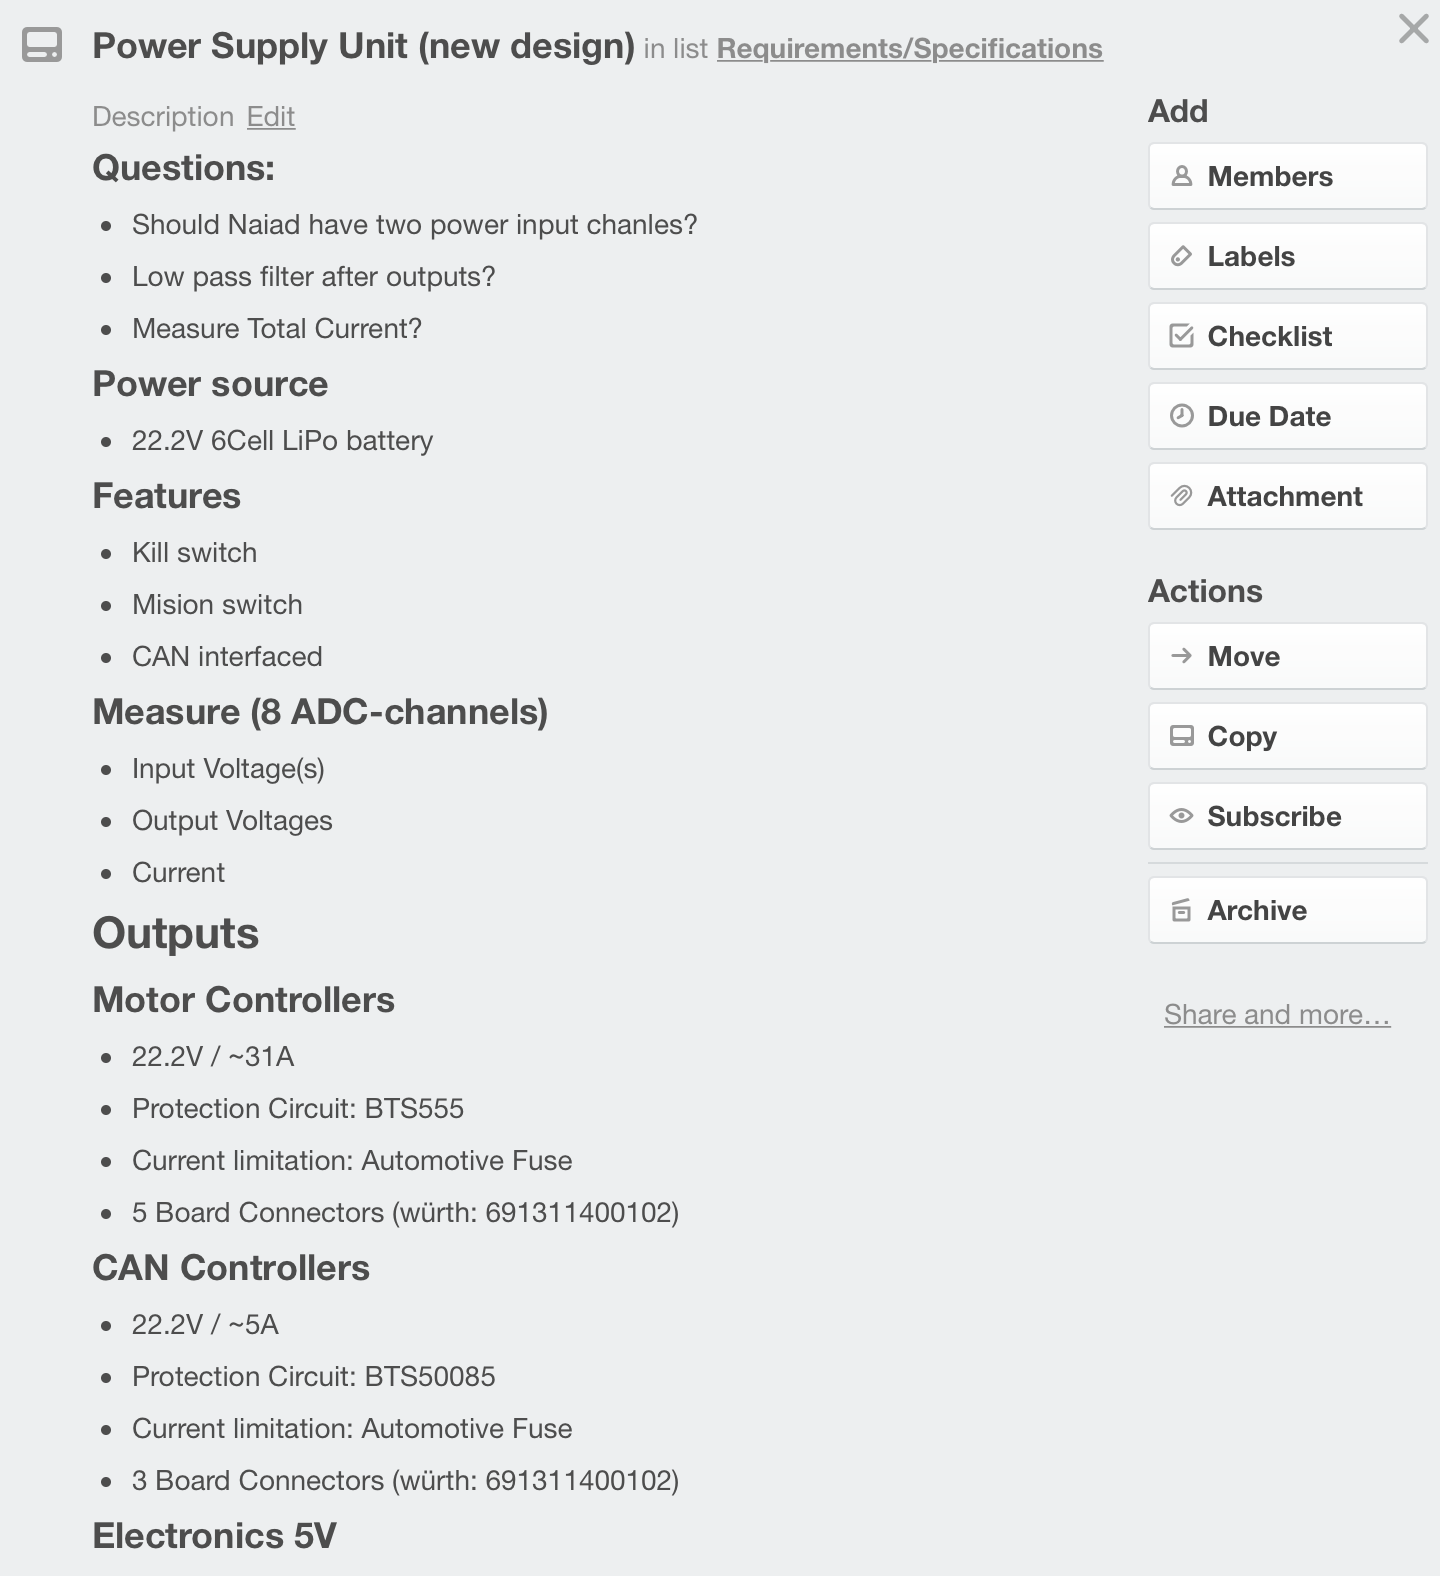 Power Supply Unit (new design) in list Requirements/Specifications
Description Edit
Questions:
Should Naiad have two power input chanles?
Low pass filter after outputs?
Measure Total Current?
Power source
22.2V 6Cell LiPo battery
Features
Kill switch
Mision switch
CAN interfaced
Measure (8 ADC-channels)
Input Voltage(s)
Output Voltages
Current
Outputs
Motor Controllers
22.2V / ~31A
Protection Circuit: BTS555
Current limitation: Automotive Fuse
5 Board Connectors (würth: 691311400102)
CAN Controllers
22.2V / ~5A
Protection Circuit: BTS50085
Current limitation: Automotive Fuse
3 Board Connectors (würth: 691311400102)
Electronics 5V
Add
Members
Labels
Checklist
Due Date
Attachment
Actions
Move
Copy
Subscribe
Archive
Share and more…